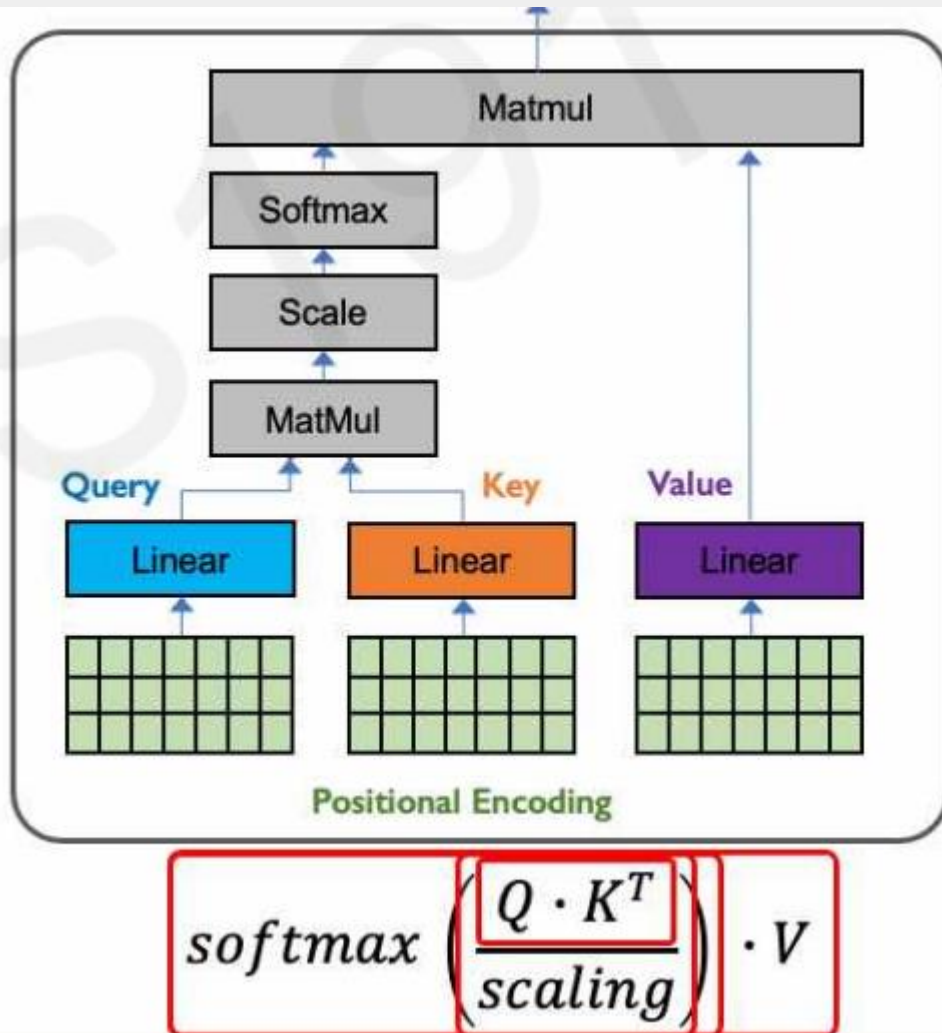 Matmul
Softmax
Scale
MatMul
Query Key Value
Linear Linear Linear
Positional Encoding
softmax (Q · K^T / scaling) · V